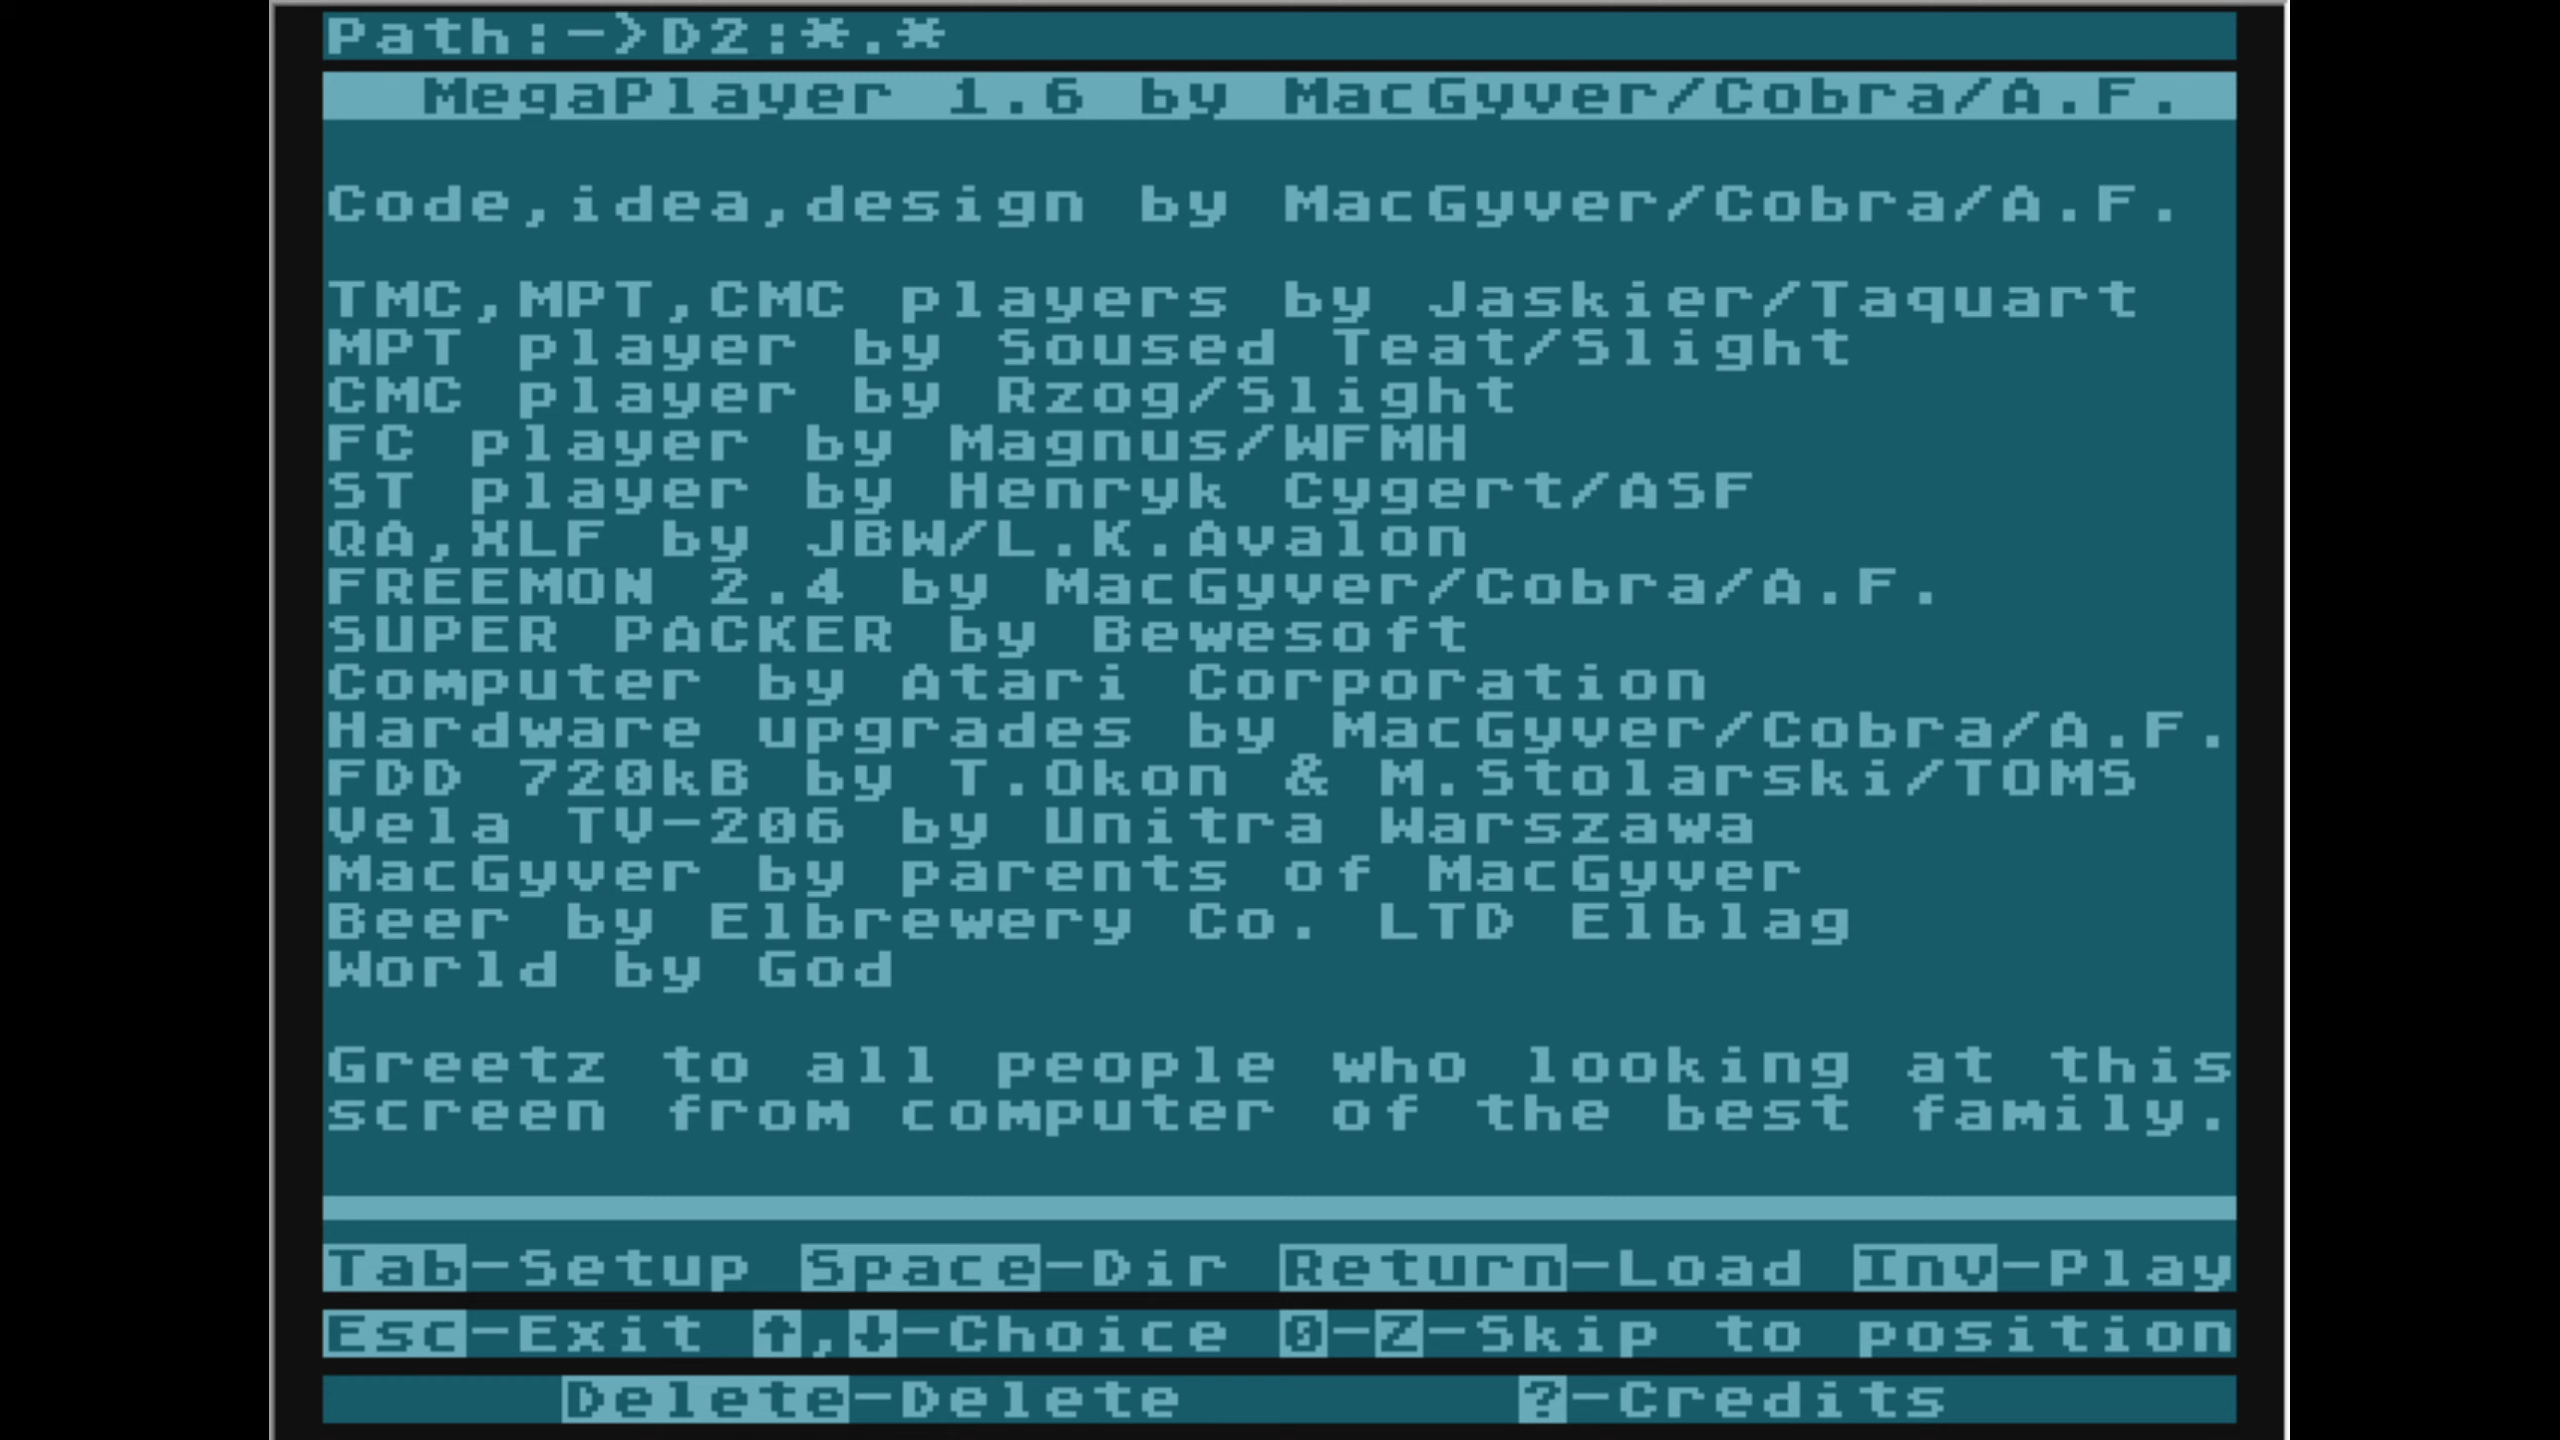 Path:->D2:*.*
MegaPlayer 1.6 by MacGyver/Cobra/A.F.
Code,idea,design by MacGyver/Cobra/A.F.
TMC,MPT,CMC players by Jaskier/Taquart
MPT player by Soused Teat/Slight
CMC player by Rzog/Slight
FC player by Magnus/WFMH
ST player by Henryk Cygert/ASF
QA,XLF by JBW/L.K.Avalon
FREEMON 2.4 by MacGyver/Cobra/A.F.
SUPER PACKER by Bewesoft
Computer by Atari Corporation
Hardware upgrades by MacGyver/Cobra/A.F.
FDD 720kB by T.Okon & M.Stolarski/TOMS
Vela TV-206 by Unitra Warszawa
MacGyver by parents of MacGyver
Beer by Elbrewery Co. LTD Elblag
World by God
Greetz to all people who looking at this
screen from computer of the best family.
Tab-Setup Space-Dir Return-Load Inv-Play
Esc-Exit ↑,↓-Choice 0-Z-Skip to position
Delete-Delete ?-Credits